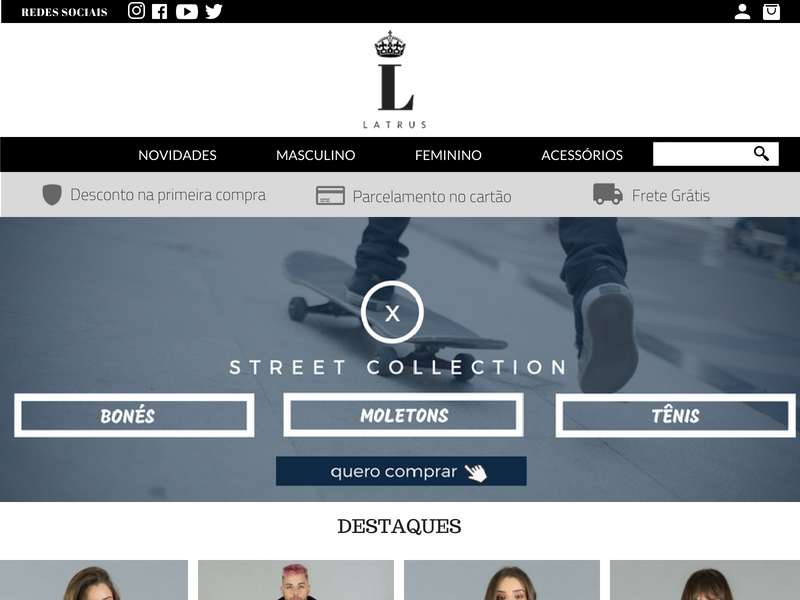 REDES SOCIAIS
L
LATRUS
NOVIDADES MASCULINO FEMININO ACESSÓRIOS
Desconto na primeira compra Parcelamento no cartão Frete Grátis
X
STREET COLLECTION
BONÉS MOLETONS TÊNIS
quero comprar
DESTAQUES